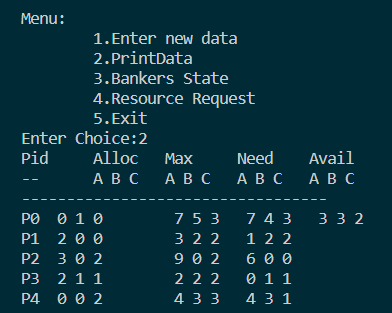 Menu:
1.Enter new data
2.PrintData
3.Bankers State
4.Resource Request
5.Exit
Enter Choice:2
Pid Alloc Max Need Avail
-- A B C A B C A B C A B C
----------------------------------
P0 0 1 0 7 5 3 7 4 3 3 3 2
P1 2 0 0 3 2 2 1 2 2
P2 3 0 2 9 0 2 6 0 0
P3 2 1 1 2 2 2 0 1 1
P4 0 0 2 4 3 3 4 3 1